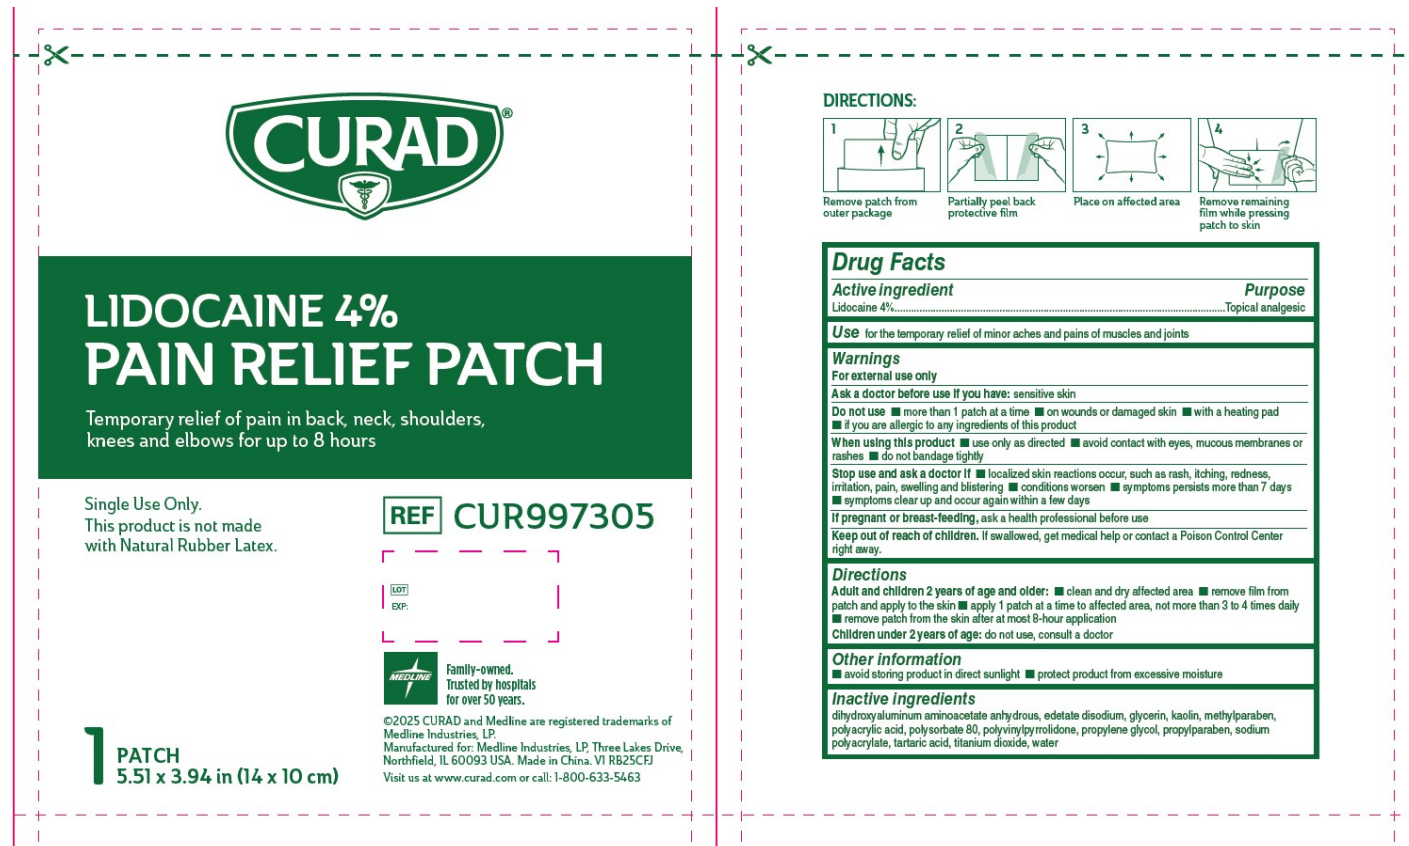 CURAD®
LIDOCAINE 4%
PAIN RELIEF PATCH
Temporary relief of pain in back, neck, shoulders,
knees and elbows for up to 8 hours
Single Use Only.
This product is not made
with Natural Rubber Latex.
REF CUR997305
LOT
EXP:
MEDLINE
Family-owned.
Trusted by hospitals
for over 50 years.
©2025 CURAD and Medline are registered trademarks of
Medline Industries, LP.
Manufactured for: Medline Industries, LP, Three Lakes Drive,
Northfield, IL 60093 USA. Made in China. V1 RB25CFJ
Visit us at www.curad.com or call: 1-800-633-5463
1 PATCH
5.51 x 3.94 in (14 x 10 cm)
DIRECTIONS:
1
Remove patch from
outer package
2
Partially peel back
protective film
3
Place on affected area
4
Remove remaining
film while pressing
patch to skin
Drug Facts
Active ingredient Purpose
Lidocaine 4%.....Topical analgesic
Use for the temporary relief of minor aches and pains of muscles and joints
Warnings
For external use only
Ask a doctor before use If you have: sensitive skin
Do not use ■ more than 1 patch at a time ■ on wounds or damaged skin ■ with a heating pad
■ if you are allergic to any ingredients of this product
When using this product ■ use only as directed ■ avoid contact with eyes, mucous membranes or
rashes ■ do not bandage tightly
Stop use and ask a doctor if ■ localized skin reactions occur, such as rash, itching, redness,
irritation, pain, swelling and blistering ■ conditions worsen ■ symptoms persists more than 7 days
■ symptoms clear up and occur again within a few days
If pregnant or breast-feeding, ask a health professional before use
Keep out of reach of children. If swallowed, get medical help or contact a Poison Control Center
right away.
Directions
Adult and children 2 years of age and older: ■ clean and dry affected area ■ remove film from
patch and apply to the skin ■ apply 1 patch at a time to affected area, not more than 3 to 4 times daily
■ remove patch from the skin after at most 8-hour application
Children under 2 years of age: do not use, consult a doctor
Other information
■ avoid storing product in direct sunlight ■ protect product from excessive moisture
Inactive ingredients
dihydroxyaluminum aminoacetate anhydrous, edetate disodium, glycerin, kaolin, methylparaben,
polyacrylic acid, polysorbate 80, polyvinylpyrrolidone, propylene glycol, propylparaben, sodium
polyacrylate, tartaric acid, titanium dioxide, water